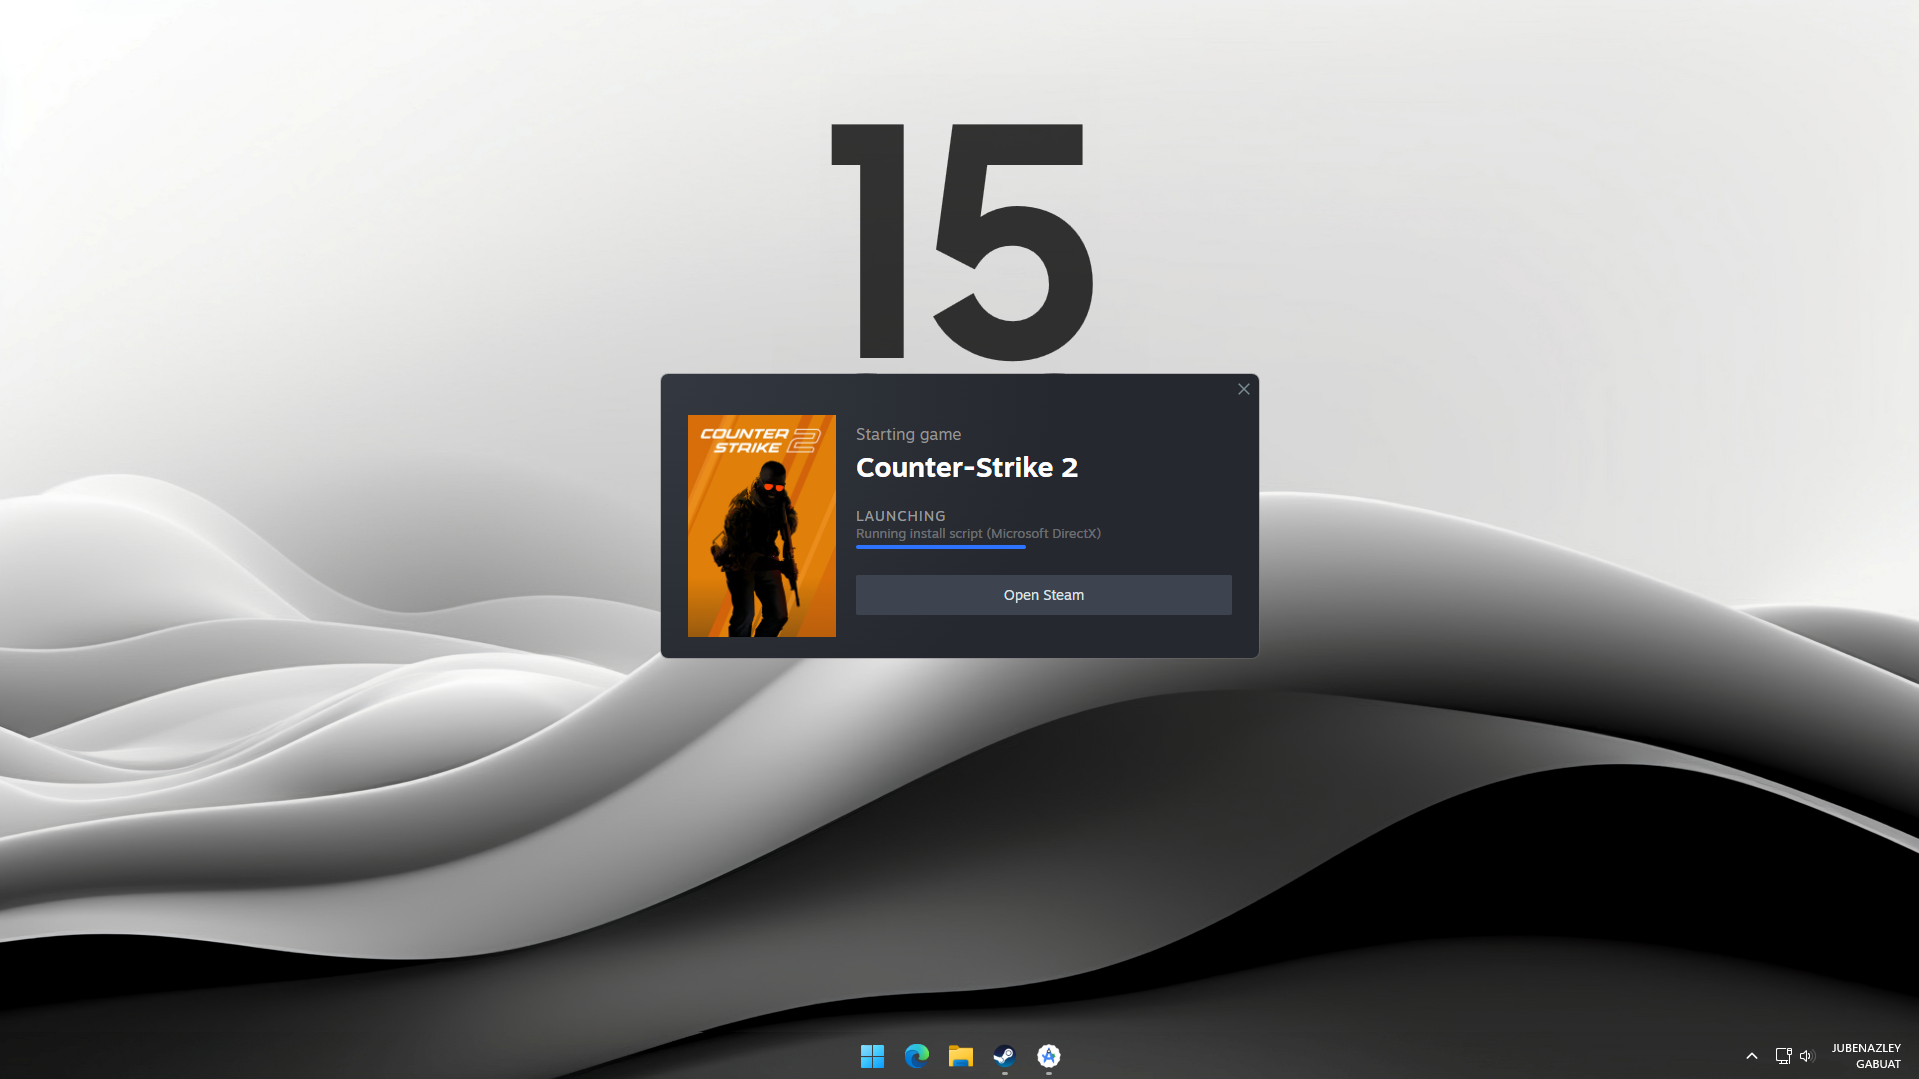 15
COUNTER
STRIKE 2
Starting game
Counter-Strike 2
LAUNCHING
Running install script (Microsoft DirectX)
Open Steam
JUBENAZLEY
GABUAT